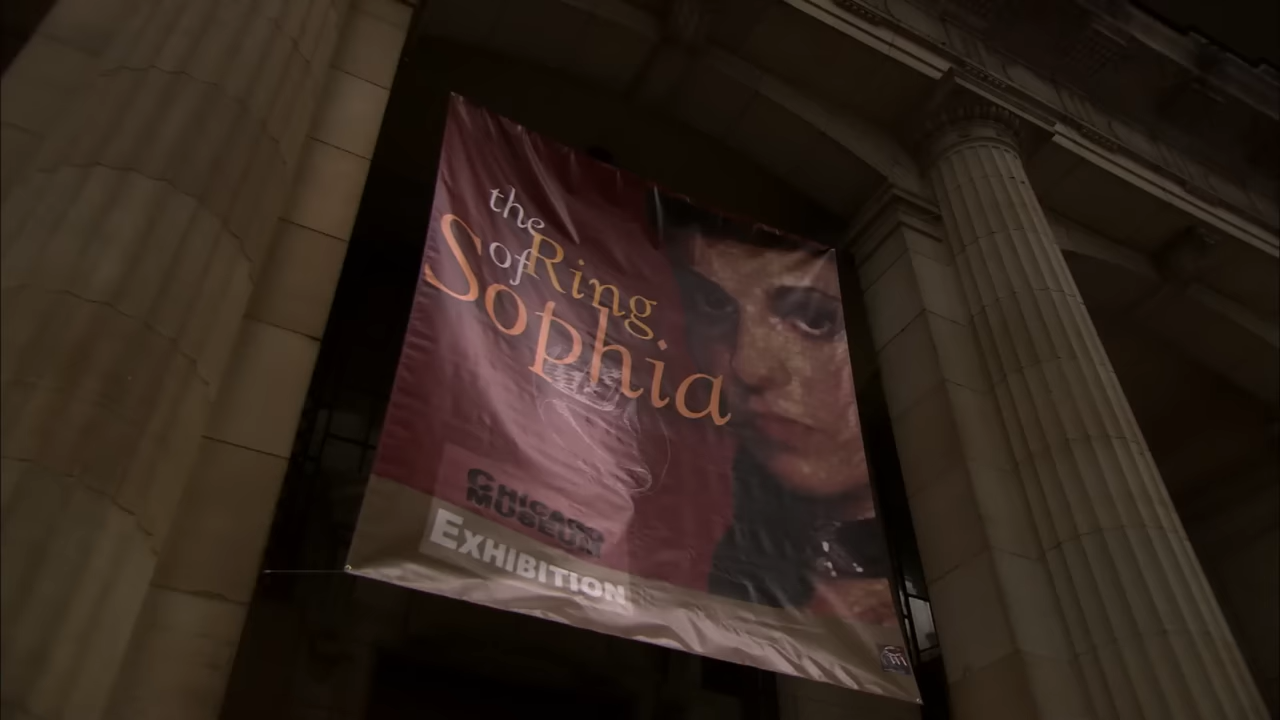 the
of Ring
Sophia
CHICAGO
MUSEUM
EXHIBITION